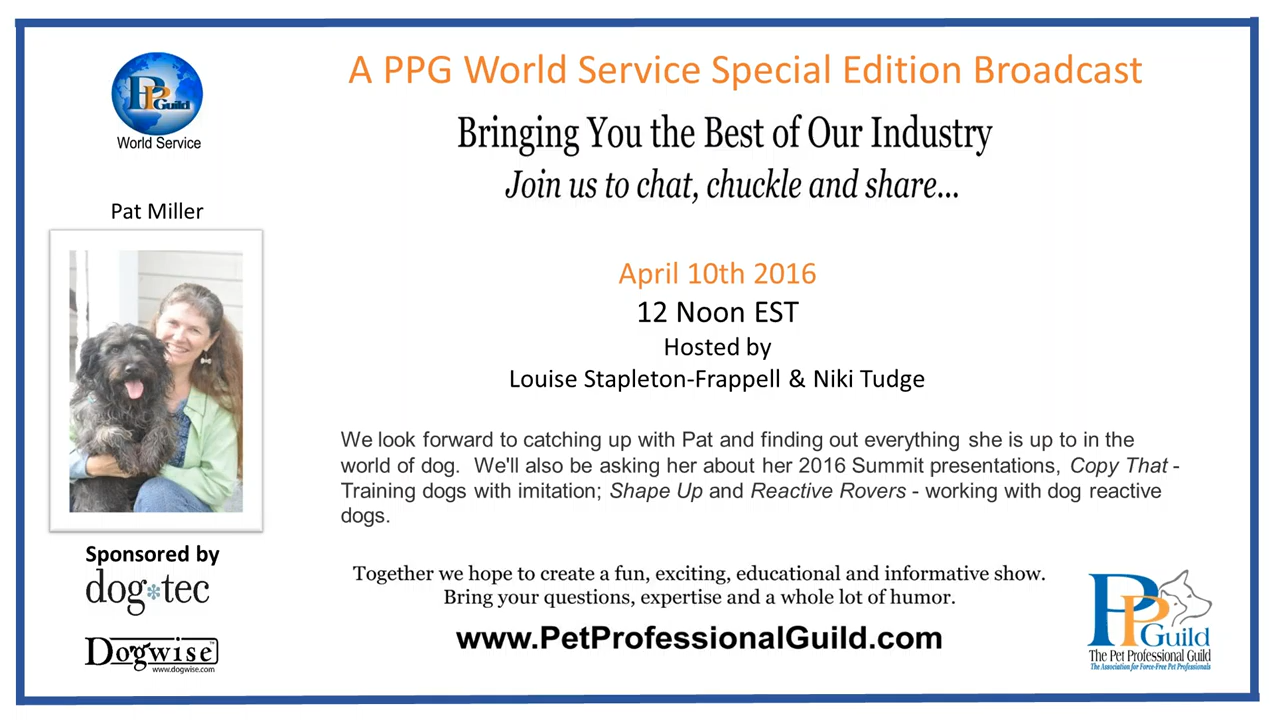 PPGuild
World Service
Pat Miller
Sponsored by
dog*tec
Dogwise™
www.dogwise.com
A PPG World Service Special Edition Broadcast
Bringing You the Best of Our Industry
Join us to chat, chuckle and share...
April 10th 2016
12 Noon EST
Hosted by
Louise Stapleton-Frappell & Niki Tudge
We look forward to catching up with Pat and finding out everything she is up to in the
world of dog.  We'll also be asking her about her 2016 Summit presentations, Copy That -
Training dogs with imitation; Shape Up and Reactive Rovers - working with dog reactive
dogs.
Together we hope to create a fun, exciting, educational and informative show.
Bring your questions, expertise and a whole lot of humor.
www.PetProfessionalGuild.com
PPGuild
The Pet Professional Guild
The Association for Force-Free Pet Professionals